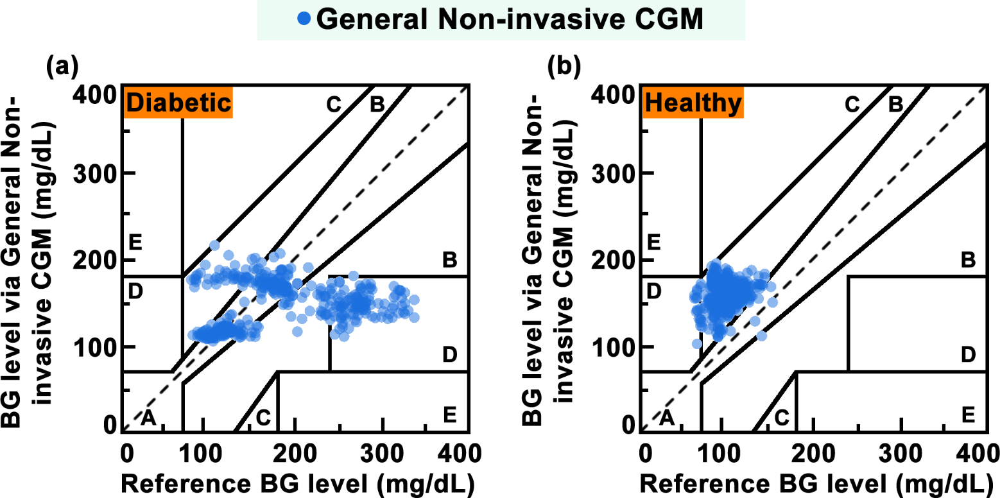 General Non-invasive CGM
(a)
BG level via General Non-
invasive CGM (mg/dL)
Diabetic
400
300
200
100
0
C B
E
B
D
D
A
C
E
0 100 200 300 400
Reference BG level (mg/dL)
(b)
BG level via General Non-
invasive CGM (mg/dL)
Healthy
400
300
200
100
0
C B
E
B
D
D
A
C
E
0 100 200 300 400
Reference BG level (mg/dL)